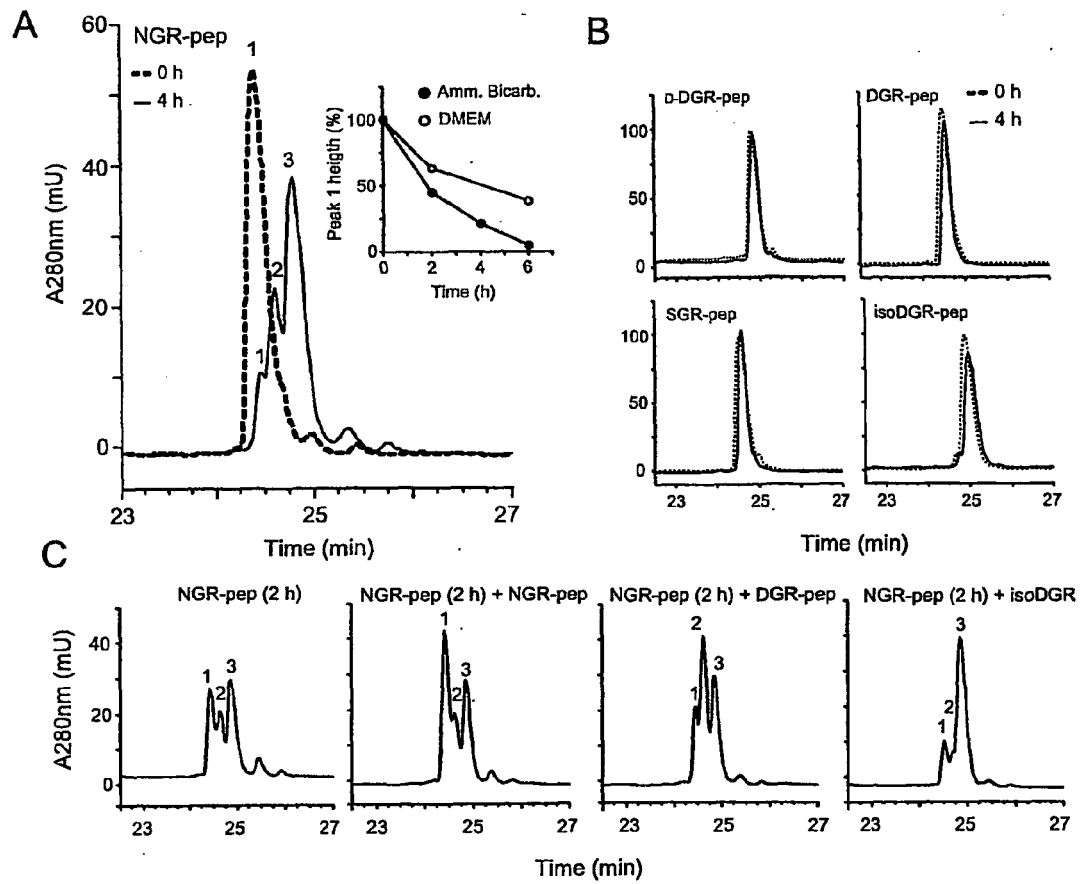 A
NGR-pep
0 h
4 h
60
40
20
0
A280nm (mU)
1
1
2
3
23
25
27
Time (min)
Amm. Bicarb.
DMEM
Peak 1 heigth (%)
100
50
0
0
2
4
6
Time (h)
B
D-DGR-pep
DGR-pep
0 h
4 h
100
50
0
SGR-pep
isoDGR-pep
100
50
0
23
25
27
23
25
27
Time (min)
C
NGR-pep (2 h)
NGR-pep (2 h) + NGR-pep
NGR-pep (2 h) + DGR-pep
NGR-pep (2 h) + isoDGR
A280nm (mU)
40
20
0
1
2
3
1
2
3
1
2
3
1
2
3
23
25
27
23
25
27
23
25
27
23
25
27
Time (min)